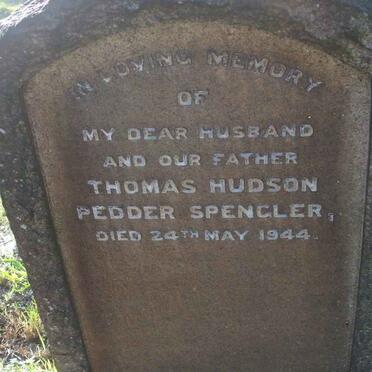 IN LOVING MEMORY
OF
MY DEAR HUSBAND
AND OUR FATHER
THOMAS HUDSON
PEDDER SPENGLER,
DIED 24TH MAY 1944.